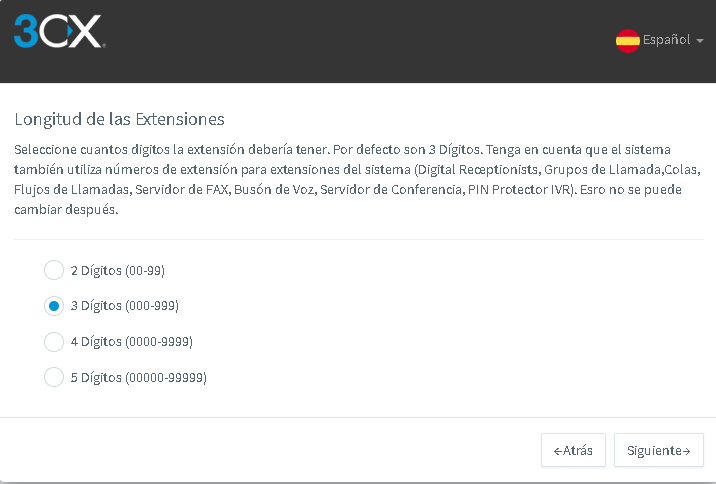 3CX
Español
Longitud de las Extensiones
Seleccione cuantos digitos la extensión debería tener. Por defecto son 3 Dígitos. Tenga en cuenta que el sistema
también utiliza números de extensión para extensiones del sistema (Digital Receptionists, Grupos de Llamada,Colas,
Flujos de Llamadas, Servidor de FAX, Busón de Voz, Servidor de Conferencia, PIN Protector IVR). Esro no se puede
cambiar después.
2 Dígitos (00-99)
3 Dígitos (000-999)
4 Dígitos (0000-9999)
5 Dígitos (00000-99999)
←Atrás
Siguiente→